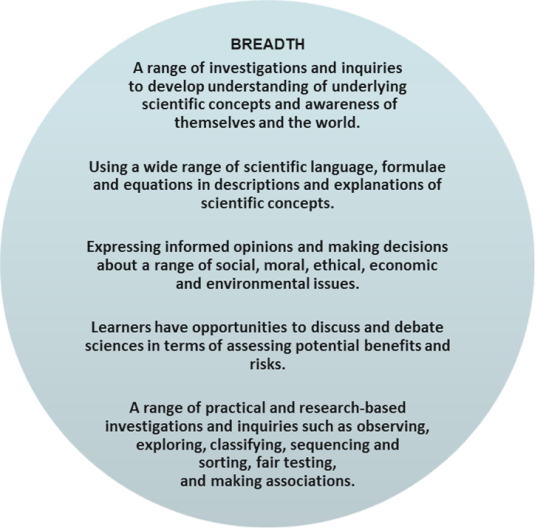 BREADTH
A range of investigations and inquiries
to develop understanding of underlying
scientific concepts and awareness of
themselves and the world.
Using a wide range of scientific language, formulae
and equations in descriptions and explanations of
scientific concepts.
Expressing informed opinions and making decisions
about a range of social, moral, ethical, economic
and environmental issues.
Learners have opportunities to discuss and debate
sciences in terms of assessing potential benefits and
risks.
A range of practical and research-based
investigations and inquiries such as observing,
exploring, classifying, sequencing and
sorting, fair testing,
and making associations.